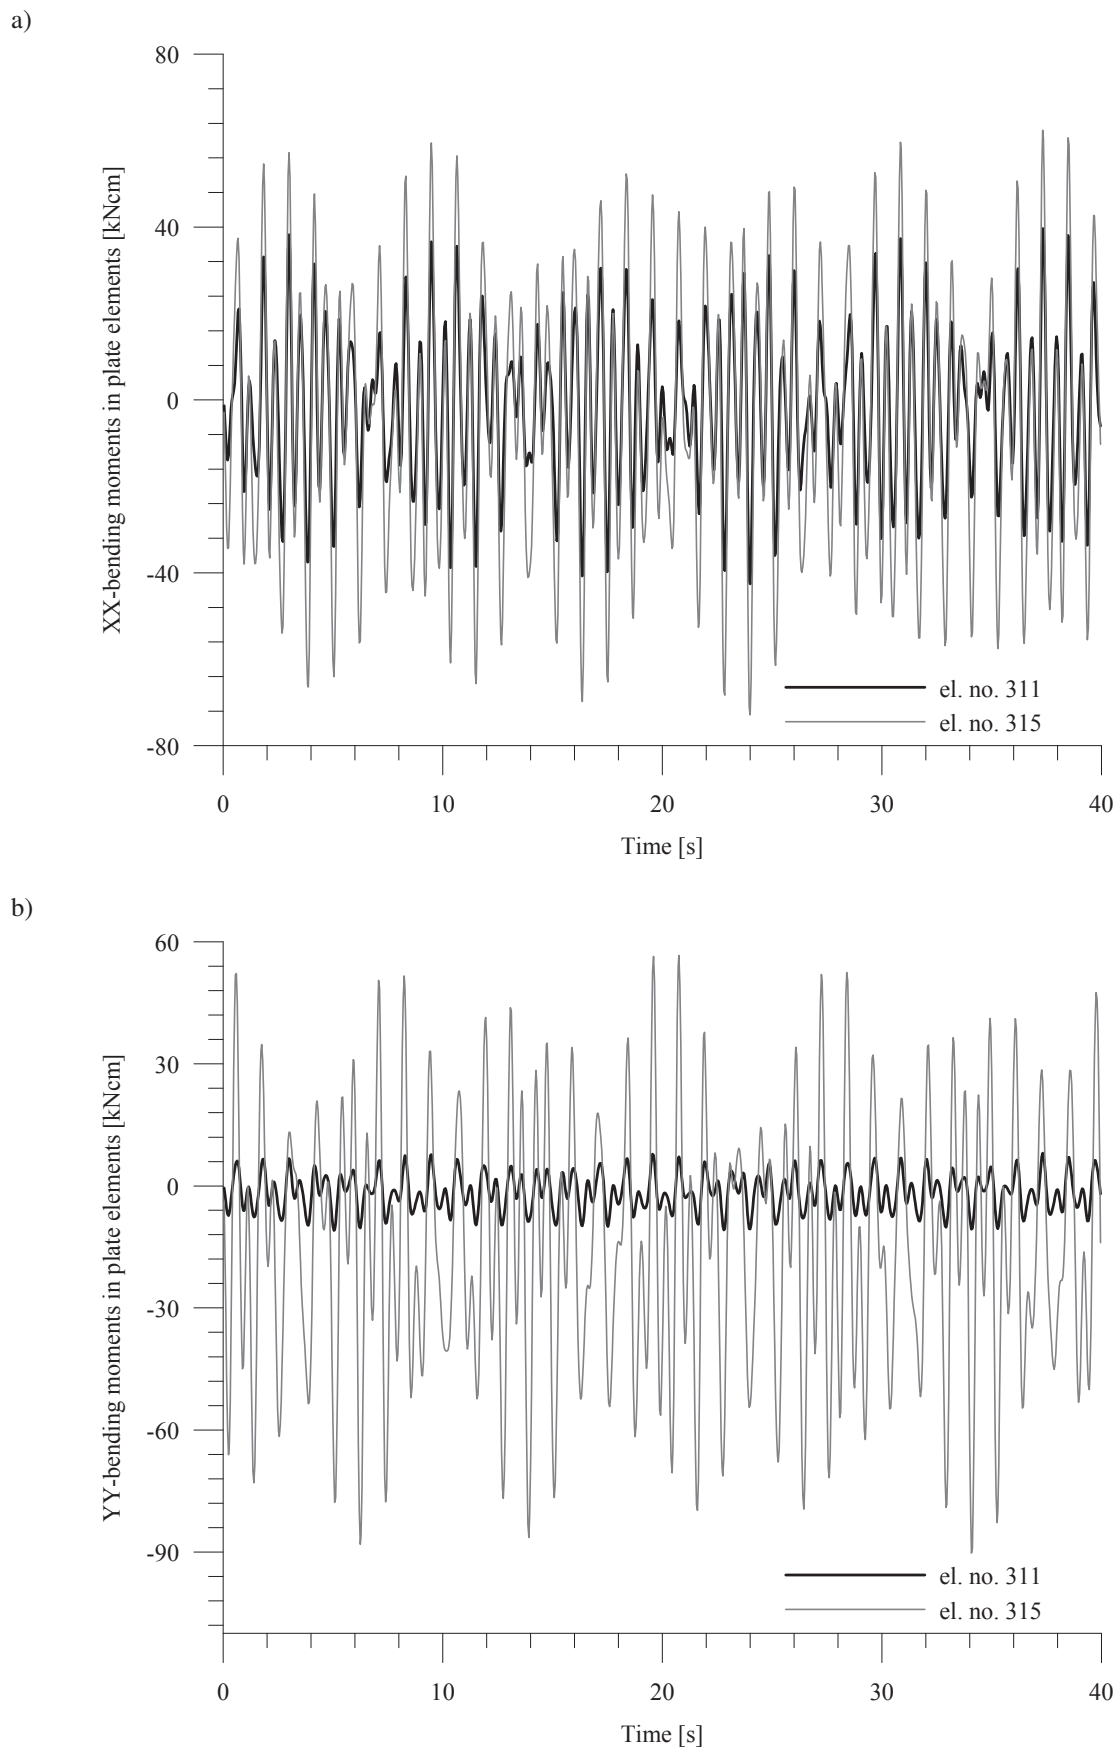 a)
80
40
0
-40
-80
XX-bending moments in plate elements [kNcm]
el. no. 311
el. no. 315
0 10 20 30 40
Time [s]
b)
60
30
0
-30
-60
-90
YY-bending moments in plate elements [kNcm]
el. no. 311
el. no. 315
0 10 20 30 40
Time [s]